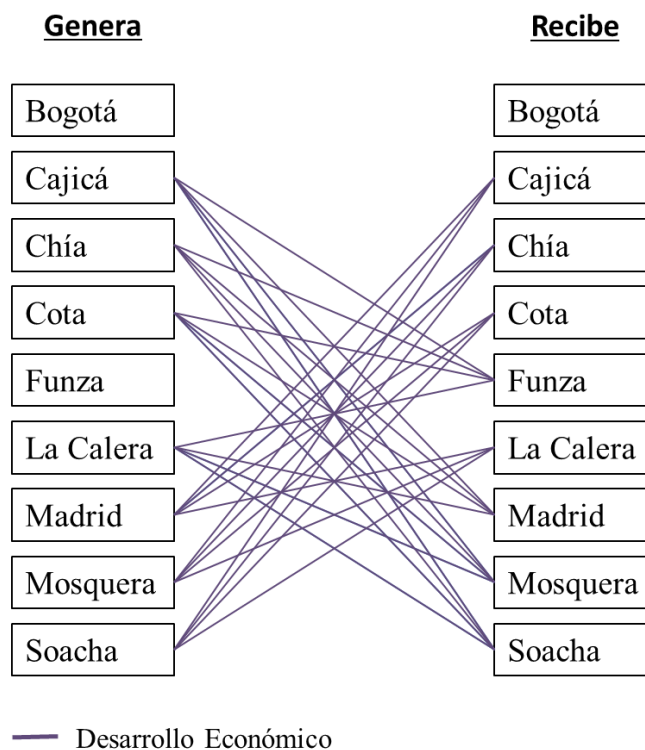 Genera
Recibe
Bogotá
Bogotá
Cajicá
Cajicá
Chía
Chía
Cota
Cota
Funza
Funza
La Calera
La Calera
Madrid
Madrid
Mosquera
Mosquera
Soacha
Soacha
Desarrollo Económico